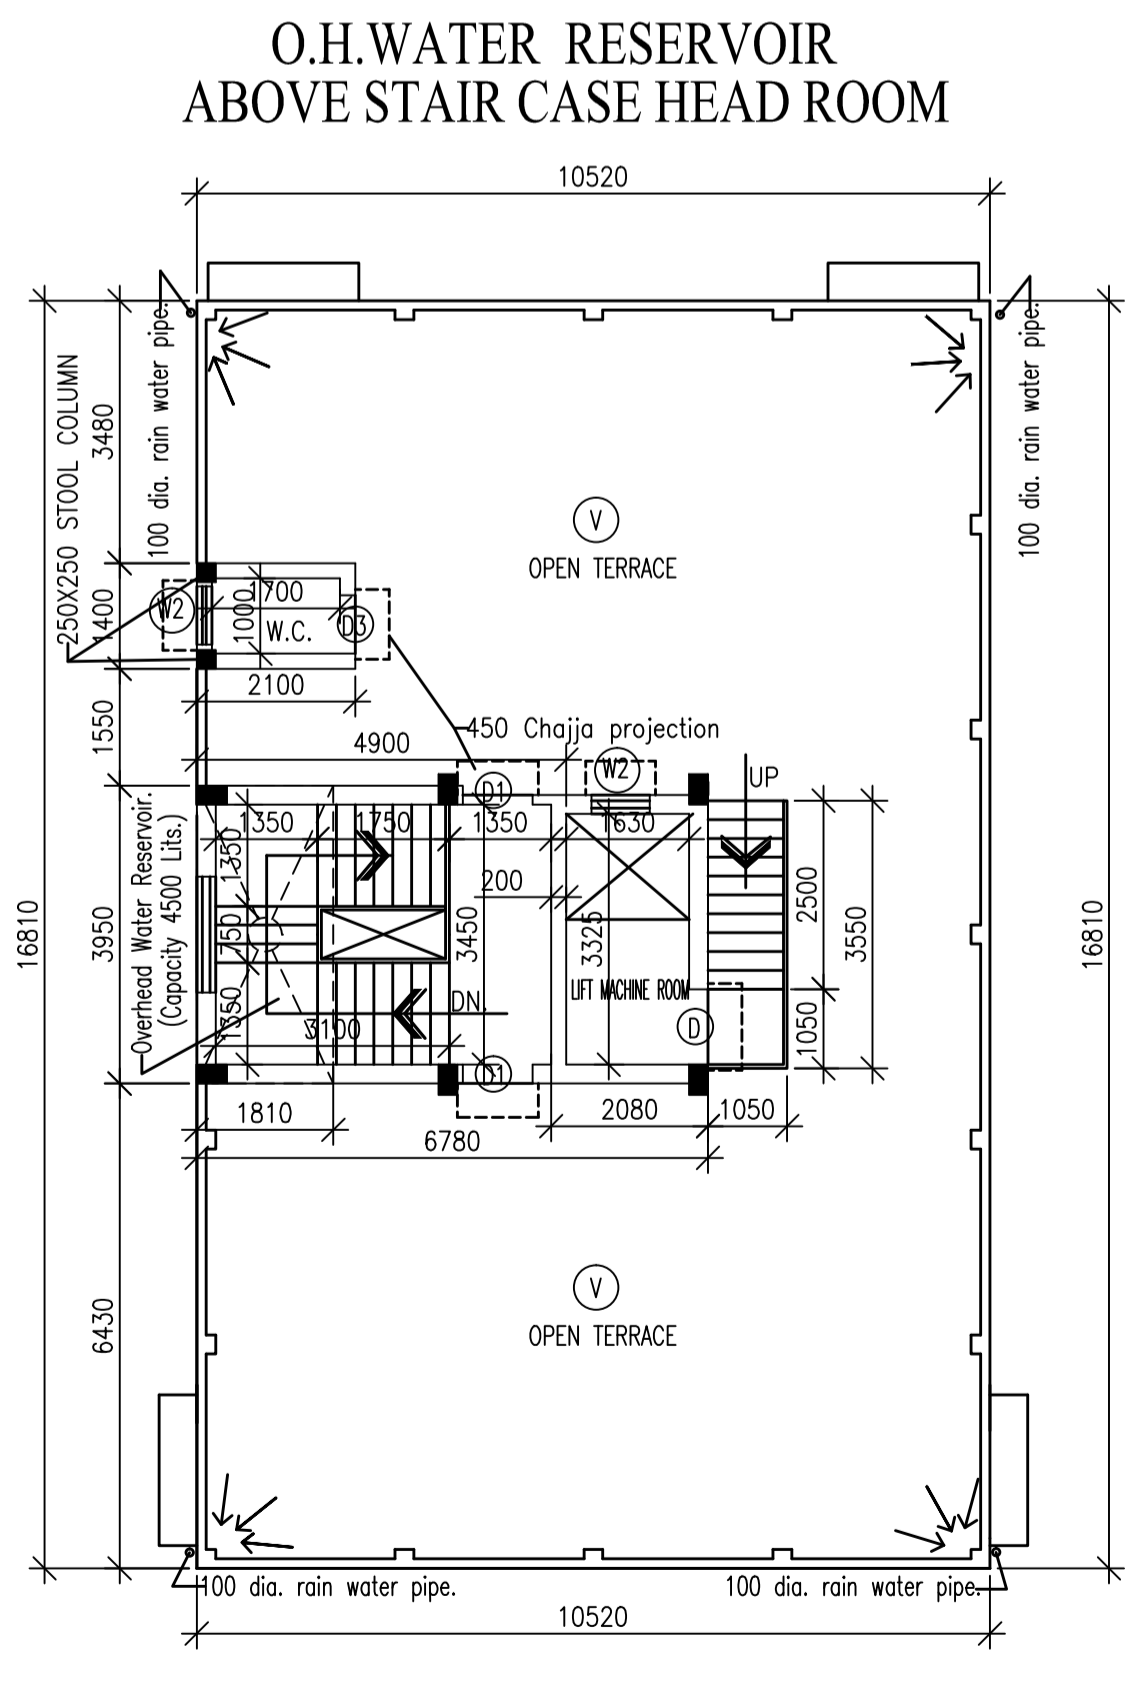 O.H.WATER RESERVOIR
ABOVE STAIR CASE HEAD ROOM
10520
16810
3480
250X250 STOOL COLUMN
100 dia. rain water pipe.
100 dia. rain water pipe.
V
OPEN TERRACE
1400
W2
1700
1000
W.C.
D3
2100
1550
450 Chajja projection
4900
W2
D1
UP
1350
1750
1350
1630
1350
200
2500
3550
16810
3950
Overhead Water Reservoir.
(Capacity 4500 Lits.)
750
3450
3325
LIFT MACHINE ROOM
DN.
D
1350
3100
1050
D1
1810
2080
1050
6780
16810
6430
V
OPEN TERRACE
100 dia. rain water pipe.
100 dia. rain water pipe.
10520